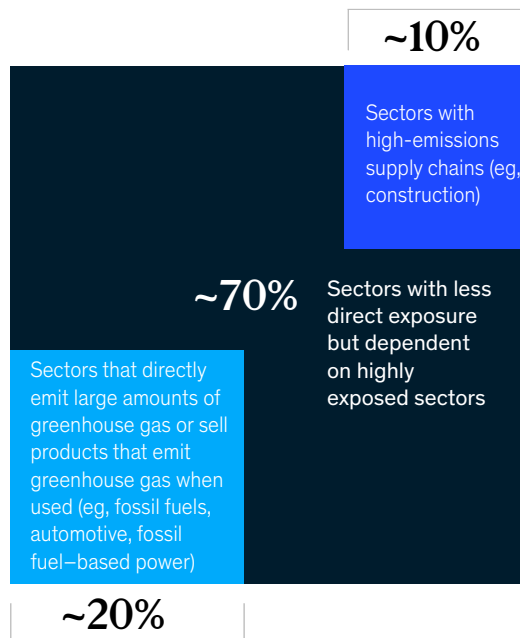 ~10%
Sectors with
high-emissions
supply chains (eg,
construction)
~70%
Sectors with less
direct exposure
but dependent
on highly
exposed sectors
Sectors that directly
emit large amounts of
greenhouse gas or sell
products that emit
greenhouse gas when
used (eg, fossil fuels,
automotive, fossil
fuel–based power)
~20%